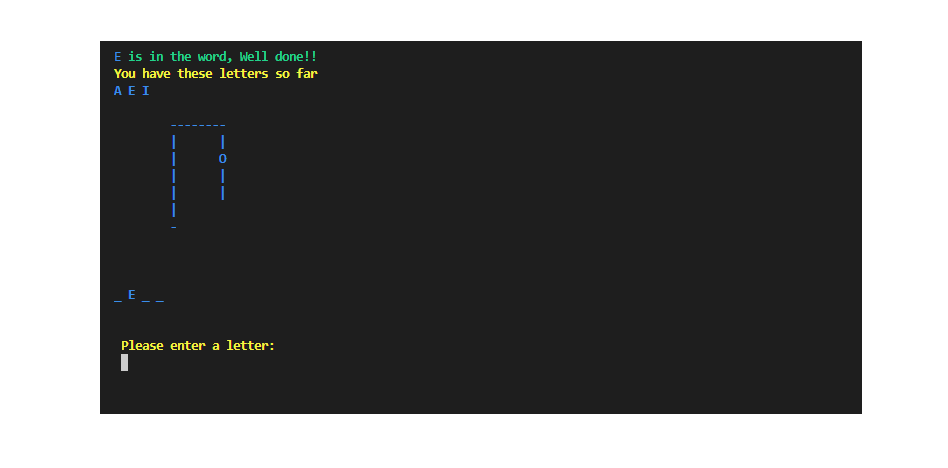 E is in the word, Well done!!
You have these letters so far
A E I
--------
|      |
|      O
|      |
|      |
|
-
_ E _ _
Please enter a letter: